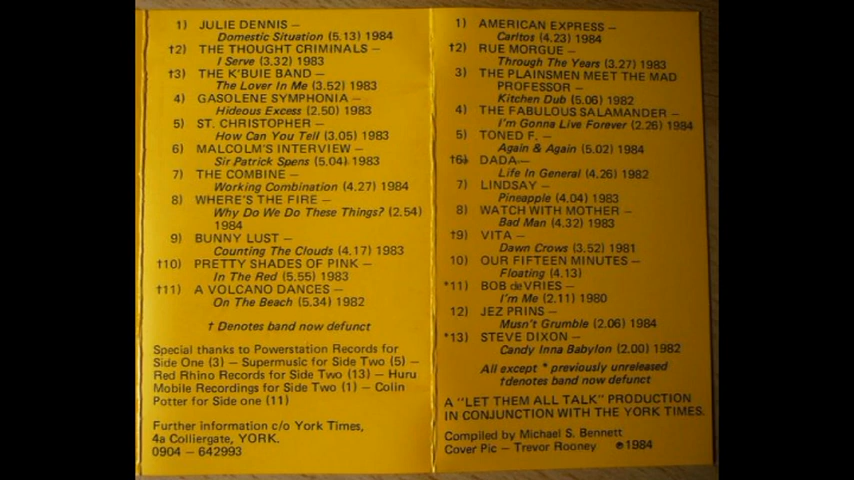 1) JULIE DENNIS —
Domestic Situation (5.13) 1984
†2) THE THOUGHT CRIMINALS —
I Serve (3.32) 1983
†3) THE K'BUIE BAND —
The Lover In Me (3.52) 1983
4) GASOLENE SYMPHONIA —
Hideous Excess (2.50) 1983
5) ST. CHRISTOPHER —
How Can You Tell (3.05) 1983
6) MALCOLM'S INTERVIEW —
Sir Patrick Spens (5.04) 1983
7) THE COMBINE —
Working Combination (4.27) 1984
8) WHERE'S THE FIRE —
Why Do We Do These Things? (2.54)
1984
9) BUNNY LUST —
Counting The Clouds (4.17) 1983
†10) PRETTY SHADES OF PINK —
In The Red (5.55) 1983
†11) A VOLCANO DANCES —
On The Beach (5.34) 1982
† Denotes band now defunct
Special thanks to Powerstation Records for
Side One (3) — Supermusic for Side Two (5) —
Red Rhino Records for Side Two (13) — Huru
Mobile Recordings for Side Two (1) — Colin
Potter for Side one (11)
Further information c/o York Times,
4a Colliergate, YORK.
0904 — 642993
1) AMERICAN EXPRESS —
Carlos (4.23) 1984
†2) RUE MORGUE —
Through The Years (3.27) 1983
3) THE PLAINSMEN MEET THE MAD
PROFESSOR —
Kitchen Dub (5.06) 1982
4) THE FABULOUS SALAMANDER —
I'm Gonna Live Forever (2.26) 1984
5) TONED F. —
Again & Again (5.02) 1984
†6) DADA —
Life In General (4.26) 1982
7) LINDSAY —
Pineapple (4.04) 1983
8) WATCH WITH MOTHER —
Bad Man (4.32) 1983
†9) VITA —
Dawn Crows (3.52) 1981
10) OUR FIFTEEN MINUTES —
Floating (4.13)
*11) BOB deVRIES —
I'm Me (2.11) 1980
12) JEZ PRINS —
Musn't Grumble (2.06) 1984
*13) STEVE DIXON —
Candy Inna Babylon (2.00) 1982
All except * previously unreleased
†denotes band now defunct
A "LET THEM ALL TALK" PRODUCTION
IN CONJUNCTION WITH THE YORK TIMES.
Compiled by Michael S. Bennett
Cover Pic — Trevor Rooney ℗1984